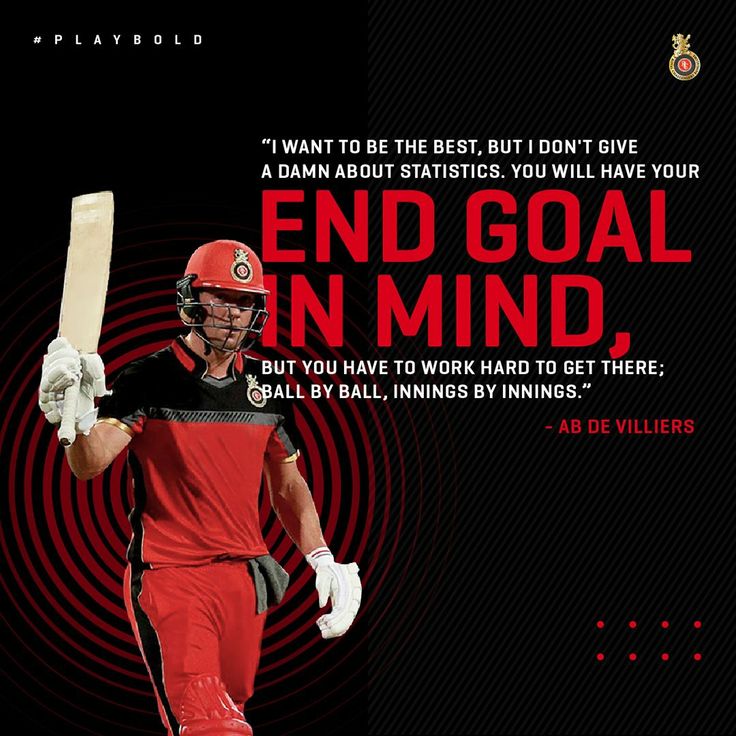 #PLAYBOLD
“I WANT TO BE THE BEST, BUT I DON'T GIVE
A DAMN ABOUT STATISTICS. YOU WILL HAVE YOUR
END GOAL
IN MIND,
BUT YOU HAVE TO WORK HARD TO GET THERE;
BALL BY BALL, INNINGS BY INNINGS.”
- AB DE VILLIERS